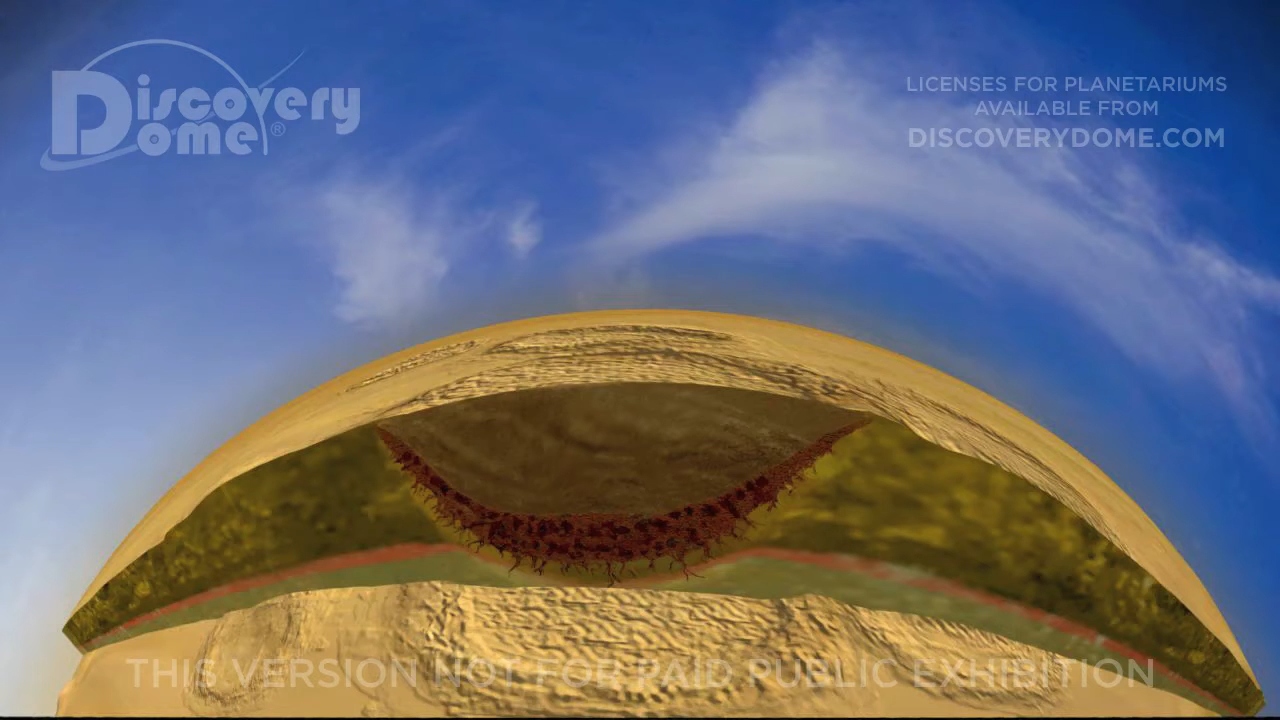 Discovery
Dome®
LICENSES FOR PLANETARIUMS
AVAILABLE FROM
DISCOVERYDOME.COM
THIS VERSION NOT FOR PAID PUBLIC EXHIBITION